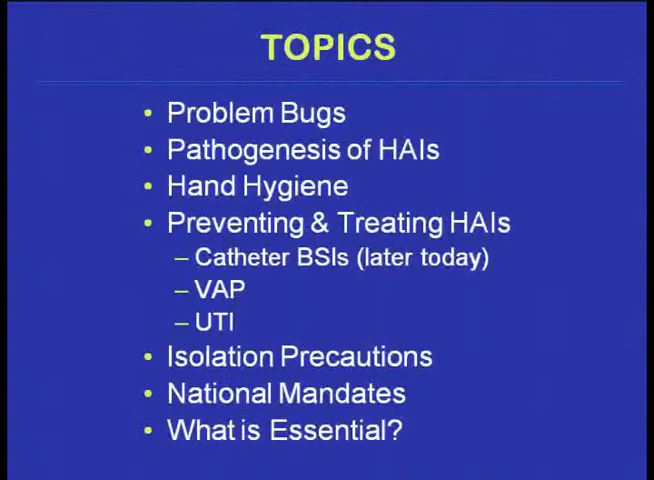 TOPICS
• Problem Bugs
• Pathogenesis of HAIs
• Hand Hygiene
• Preventing & Treating HAIs
– Catheter BSIs (later today)
– VAP
– UTI
• Isolation Precautions
• National Mandates
• What is Essential?